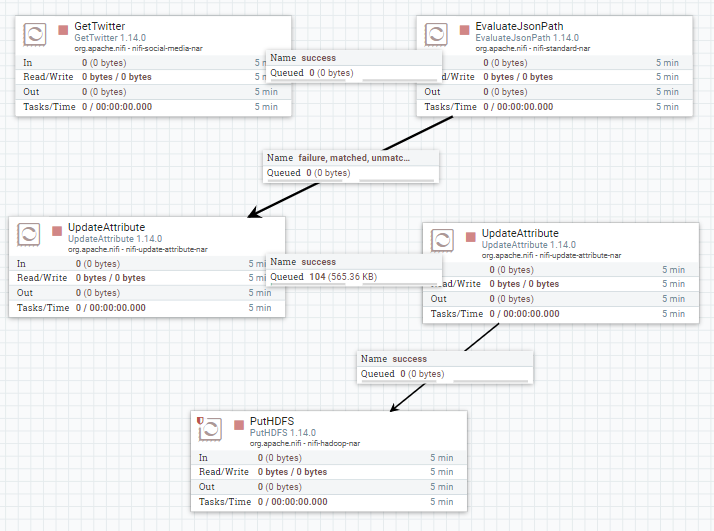 GetTwitter
GetTwitter 1.14.0
org.apache.nifi - nifi-social-media-nar
In 0 (0 bytes) 5 min
Read/Write 0 bytes / 0 bytes 5 min
Out 0 (0 bytes) 5 min
Tasks/Time 0 / 00:00:00.000 5 min
Name success
Queued 0 (0 bytes)
EvaluateJsonPath
EvaluateJsonPath 1.14.0
org.apache.nifi - nifi-standard-nar
0 (0 bytes) 5 min
Read/Write 0 bytes / 0 bytes 5 min
Out 0 (0 bytes) 5 min
Tasks/Time 0 / 00:00:00.000 5 min
Name failure, matched, unmatc...
Queued 0 (0 bytes)
UpdateAttribute
UpdateAttribute 1.14.0
org.apache.nifi - nifi-update-attribute-nar
In 0 (0 bytes) 5 min
Read/Write 0 bytes / 0 bytes 5 min
Out 0 (0 bytes) 5 min
Tasks/Time 0 / 00:00:00.000 5 min
Name success
Queued 104 (565.36 KB)
UpdateAttribute
UpdateAttribute 1.14.0
org.apache.nifi - nifi-update-attribute-nar
0 (0 bytes) 5 min
Read/Write 0 bytes / 0 bytes 5 min
Out 0 (0 bytes) 5 min
Tasks/Time 0 / 00:00:00.000 5 min
Name success
Queued 0 (0 bytes)
PutHDFS
PutHDFS 1.14.0
org.apache.nifi - nifi-hadoop-nar
In 0 (0 bytes) 5 min
Read/Write 0 bytes / 0 bytes 5 min
Out 0 (0 bytes) 5 min
Tasks/Time 0 / 00:00:00.000 5 min